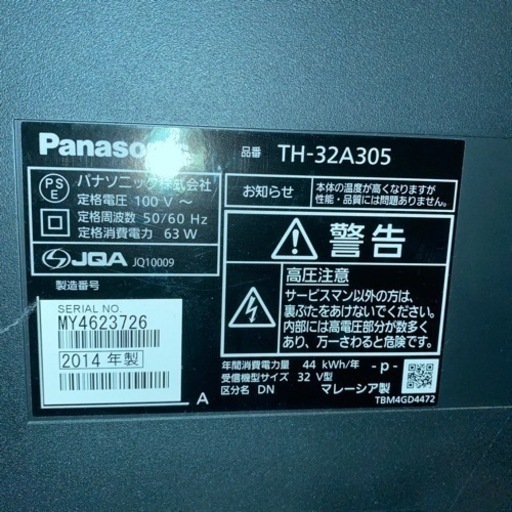 Panasonic 品番 TH-32A305
PS
E
パナソニック株式会社
定格電圧 100 V ～
定格周波数 50/60 Hz
定格消費電力 63 W
JQA JQ10009
製造番号
SERIAL NO.
MY4623726
2014 年製
A
お知らせ
本体の温度が高くなりますが
性能・品質には問題ありません。
警告
高圧注意
サービスマン以外の方は、
裏ぶたをあけないでください。
内部には高電圧部分が数多く
あり、万一さわると危険です。
年間消費電力量 44 kWh/年
受信機型サイズ 32 V型
区分名 DN
-p-
マレーシア製
TBM4GD4472